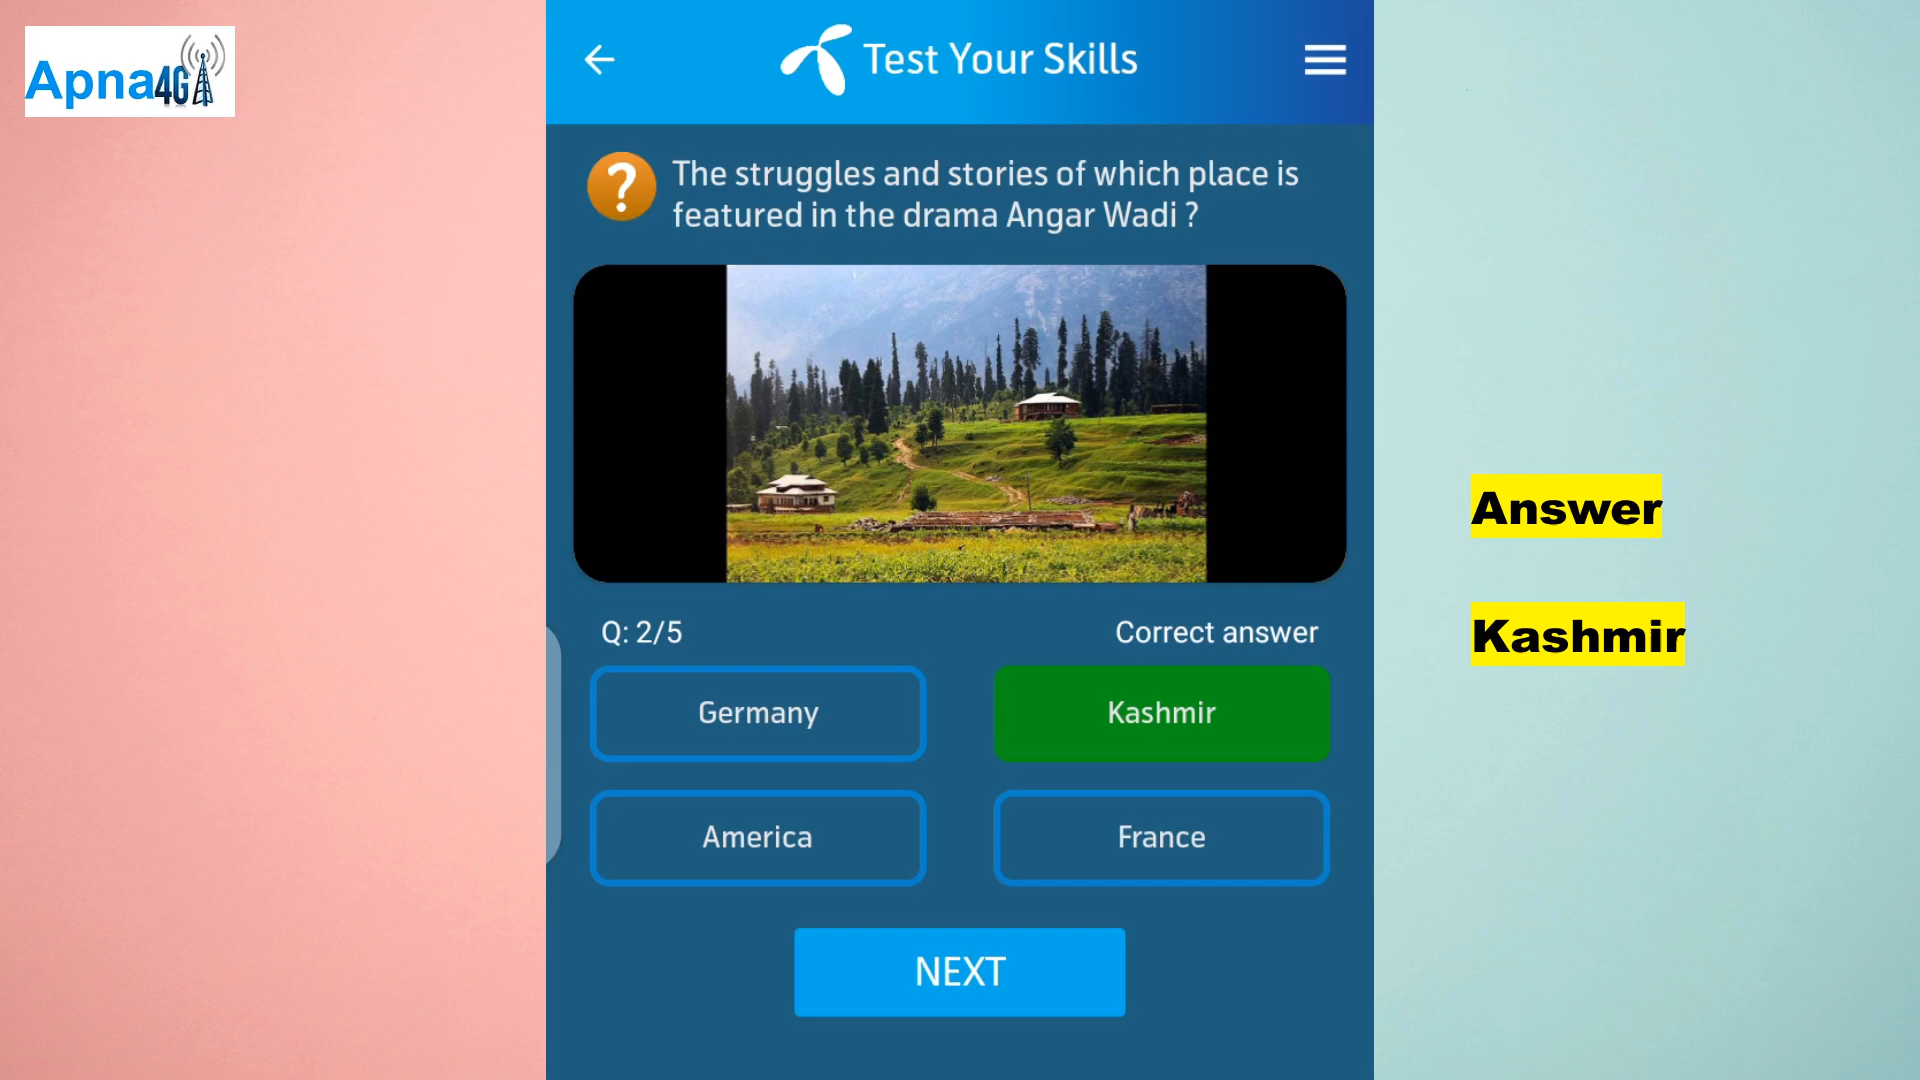 Apna4G
Test Your Skills
?
The struggles and stories of which place is
featured in the drama Angar Wadi ?
Q: 2/5
Correct answer
Germany
Kashmir
America
France
NEXT
Answer
Kashmir